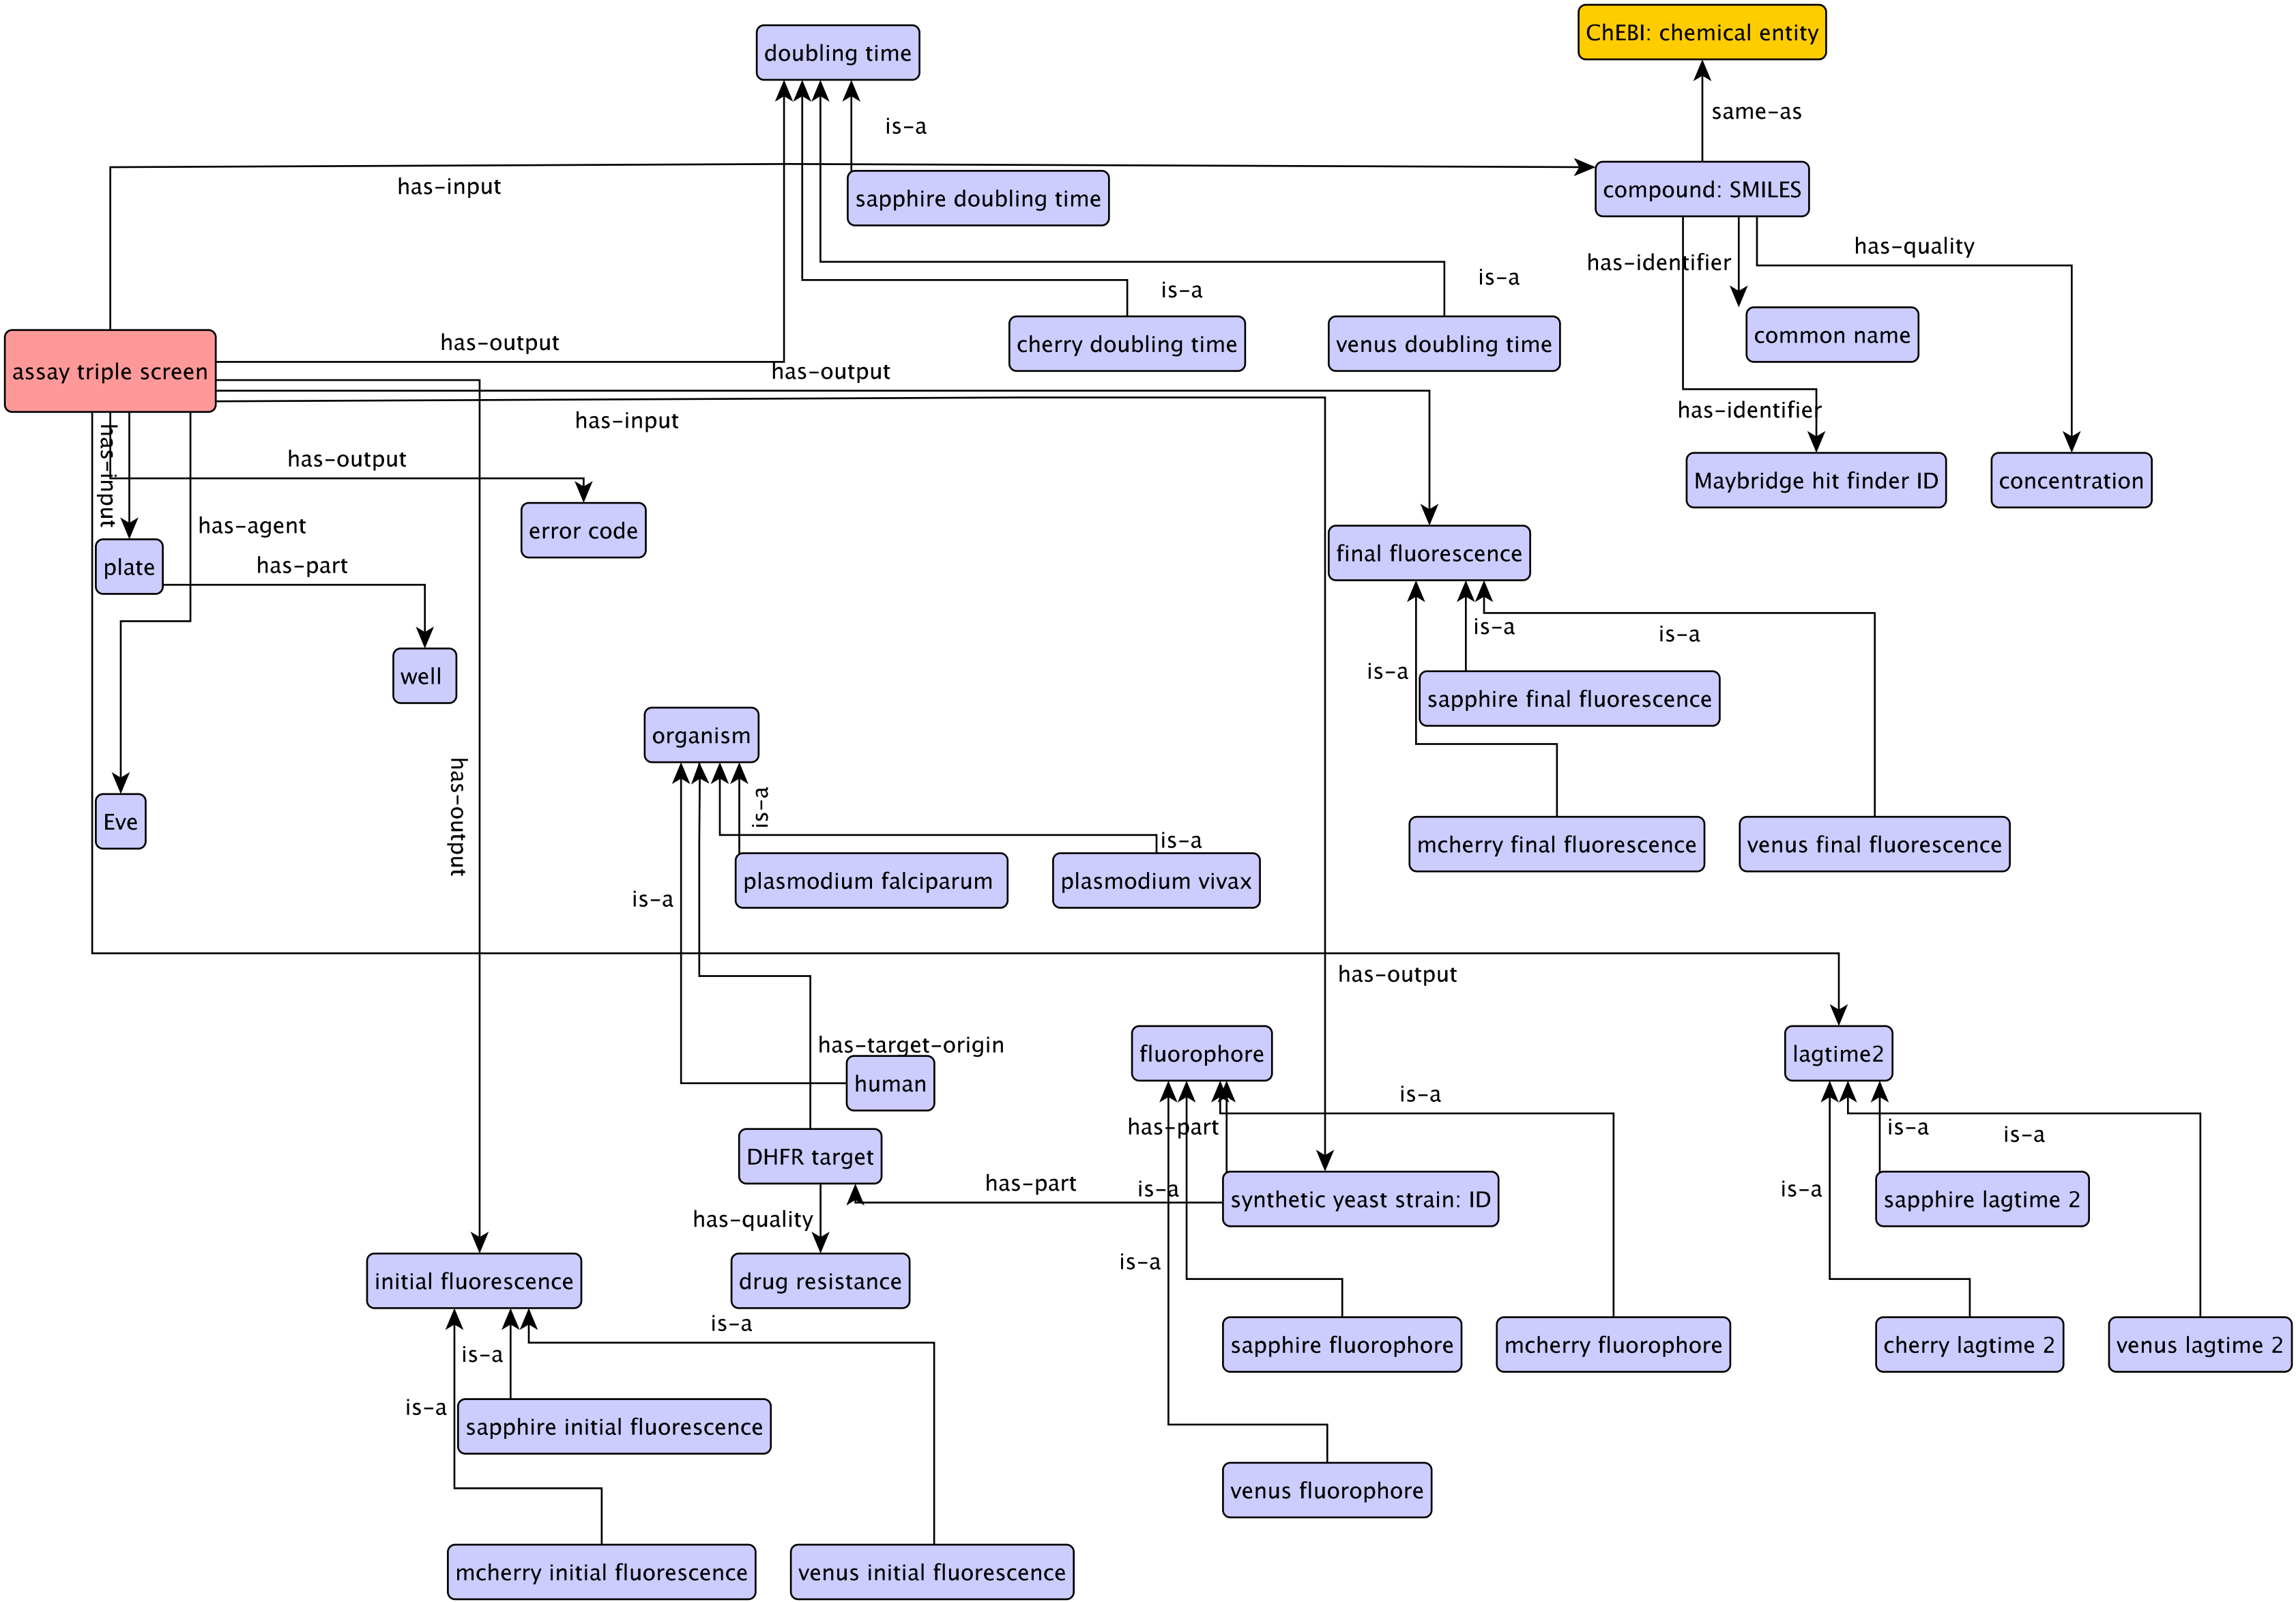 ChEBI: chemical entity
doubling time
same-as
is-a
has-input
compound: SMILES
sapphire doubling time
has-quality
has-identifier
is-a
is-a
common name
has-output
cherry doubling time
venus doubling time
assay triple screen
has-output
has-identifier
has-input
has-input
has-output
Maybridge hit finder ID
concentration
has-agent
error code
final fluorescence
plate
has-part
is-a
is-a
well
is-a
sapphire final fluorescence
organism
has-output
is-a
Eve
is-a
mcherry final fluorescence
venus final fluorescence
plasmodium falciparum
plasmodium vivax
is-a
has-output
has-target-origin
fluorophore
lagtime2
human
is-a
has-part
is-a
is-a
DHFR target
has-part
is-a
synthetic yeast strain: ID
is-a
sapphire lagtime 2
has-quality
is-a
initial fluorescence
drug resistance
is-a
sapphire fluorophore
mcherry fluorophore
cherry lagtime 2
venus lagtime 2
is-a
is-a
sapphire initial fluorescence
venus fluorophore
mcherry initial fluorescence
venus initial fluorescence